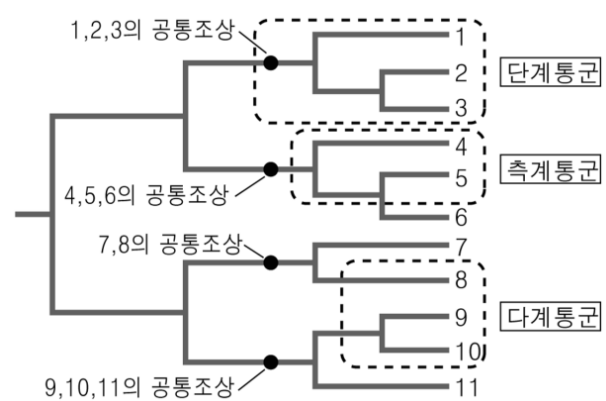 1,2,3의 공통조상
1
2
3
단계통군
4
5
6
측계통군
4,5,6의 공통조상
7,8의 공통조상
7
8
9
10
11
다계통군
9,10,11의 공통조상